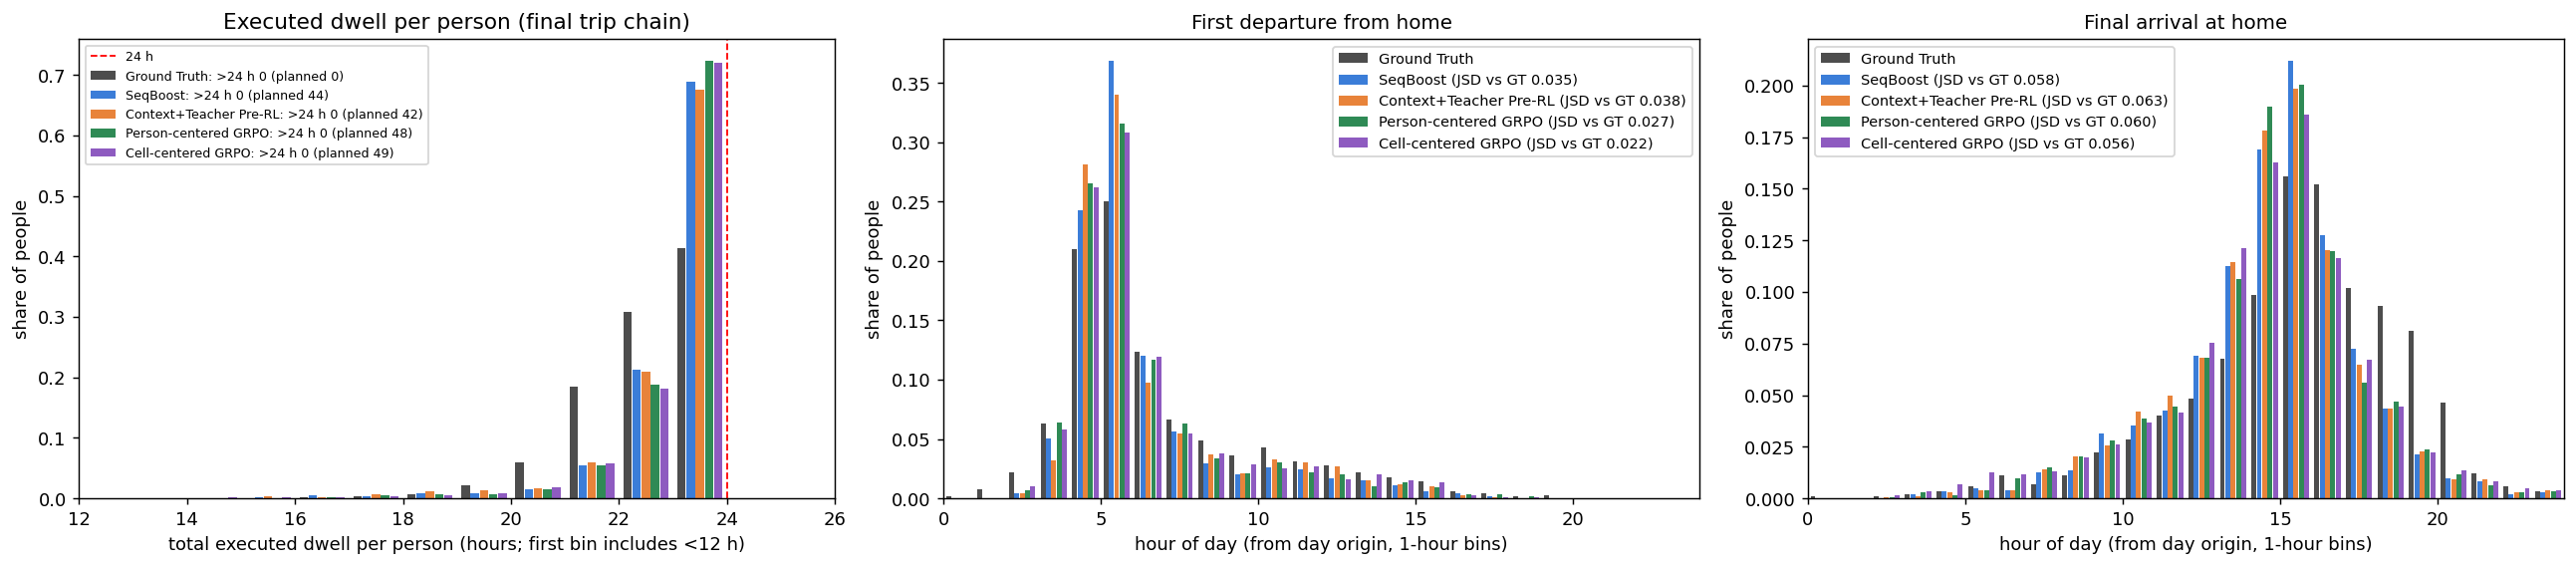 Executed dwell per person (final trip chain)
24 h
Ground Truth: >24 h 0 (planned 0)
SeqBoost: >24 h 0 (planned 44)
Context+Teacher Pre-RL: >24 h 0 (planned 42)
Person-centered GRPO: >24 h 0 (planned 48)
Cell-centered GRPO: >24 h 0 (planned 49)
share of people
0.7
0.6
0.5
0.4
0.3
0.2
0.1
0.0
12 14 16 18 20 22 24 26
total executed dwell per person (hours; first bin includes <12 h)
First departure from home
Ground Truth
SeqBoost (JSD vs GT 0.035)
Context+Teacher Pre-RL (JSD vs GT 0.038)
Person-centered GRPO (JSD vs GT 0.027)
Cell-centered GRPO (JSD vs GT 0.022)
share of people
0.35
0.30
0.25
0.20
0.15
0.10
0.05
0.00
0 5 10 15 20
hour of day (from day origin, 1-hour bins)
Final arrival at home
Ground Truth
SeqBoost (JSD vs GT 0.058)
Context+Teacher Pre-RL (JSD vs GT 0.063)
Person-centered GRPO (JSD vs GT 0.060)
Cell-centered GRPO (JSD vs GT 0.056)
share of people
0.200
0.175
0.150
0.125
0.100
0.075
0.050
0.025
0.000
0 5 10 15 20
hour of day (from day origin, 1-hour bins)